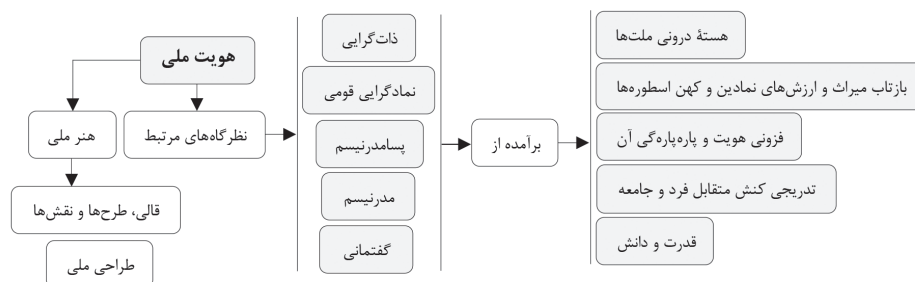 هویت ملی
نظرگاه‌های مرتبط
هنر ملی
قالی، طرح‌ها و نقش‌ها
طراحی ملی
ذات‌گرایی
نمادگرایی قومی
پسامدرنیسم
مدرنیسم
گفتمانی
برآمده از
هستهٔ درونی ملت‌ها
بازتاب میراث و ارزش‌های نمادین و کهن اسطوره‌ها
فزونی هویت و پاره‌پاره‌گی آن
تدریجی کنش متقابل فرد و جامعه
قدرت و دانش